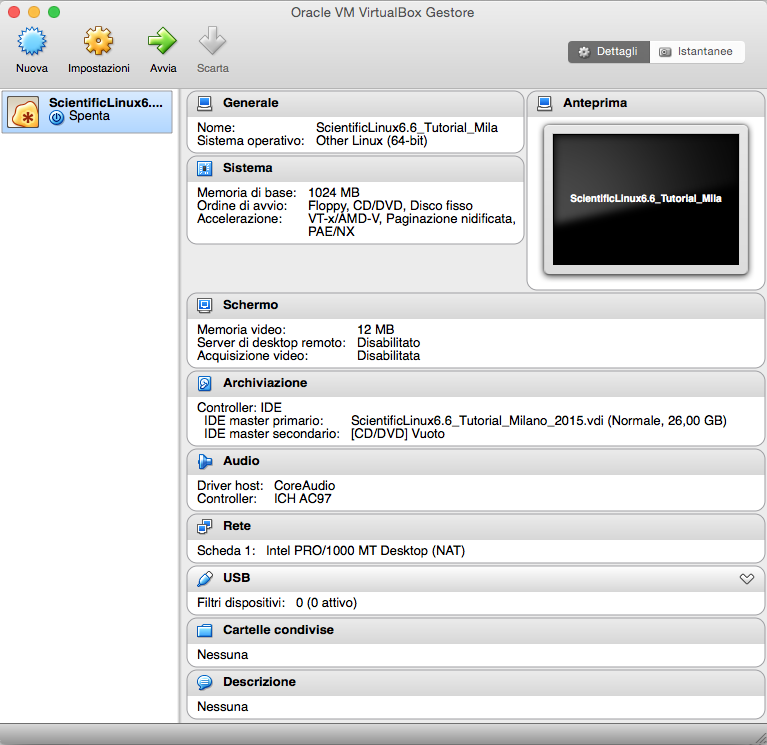 Oracle VM VirtualBox Gestore
Nuova
Impostazioni
Avvia
Scarta
Dettagli
Istantanee
ScientificLinux6....
Spenta
Generale
Nome: ScientificLinux6.6_Tutorial_Mila
Sistema operativo: Other Linux (64-bit)
Sistema
Memoria di base: 1024 MB
Ordine di avvio: Floppy, CD/DVD, Disco fisso
Accelerazione: VT-x/AMD-V, Paginazione nidificata,
PAE/NX
Anteprima
ScientificLinux6.6_Tutorial_Mila
Schermo
Memoria video: 12 MB
Server di desktop remoto: Disabilitato
Acquisizione video: Disabilitata
Archiviazione
Controller: IDE
IDE master primario: ScientificLinux6.6_Tutorial_Milano_2015.vdi (Normale, 26,00 GB)
IDE master secondario: [CD/DVD] Vuoto
Audio
Driver host: CoreAudio
Controller: ICH AC97
Rete
Scheda 1: Intel PRO/1000 MT Desktop (NAT)
USB
Filtri dispositivi: 0 (0 attivo)
Cartelle condivise
Nessuna
Descrizione
Nessuna